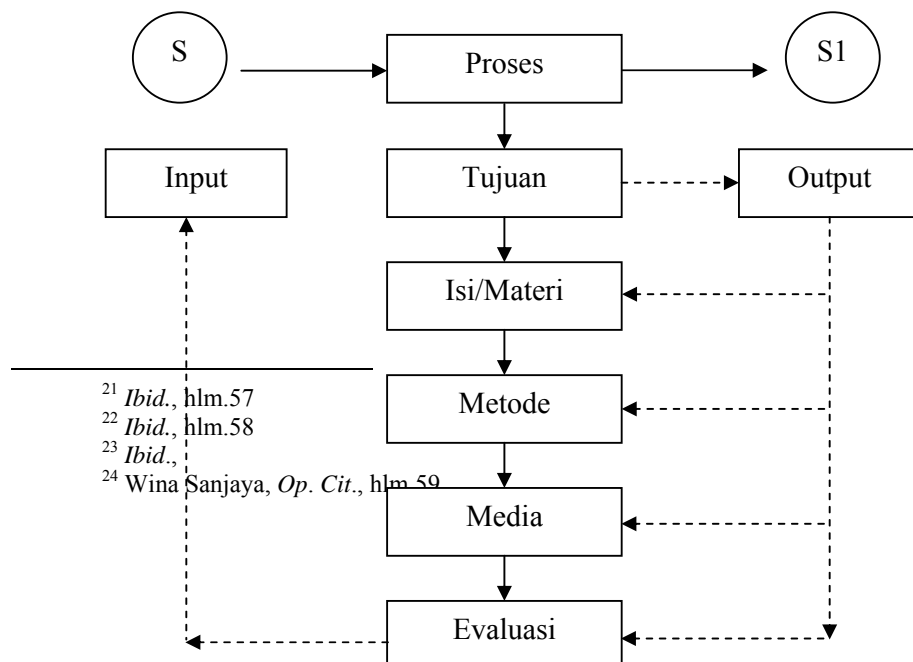 S
Proses
S1
Input
Tujuan
Output
Isi/Materi
21 Ibid., hlm.57
22 Ibid., hlm.58
23 Ibid.,
24 Wina Sanjaya, Op. Cit., hlm.59
Metode
Media
Evaluasi